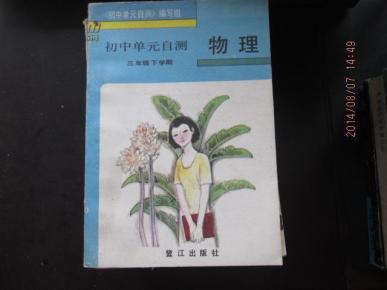 《初中单元自测》编写组
初中单元自测 物理
三年级下学期
鹭江出版社
2014/08/07 14:49